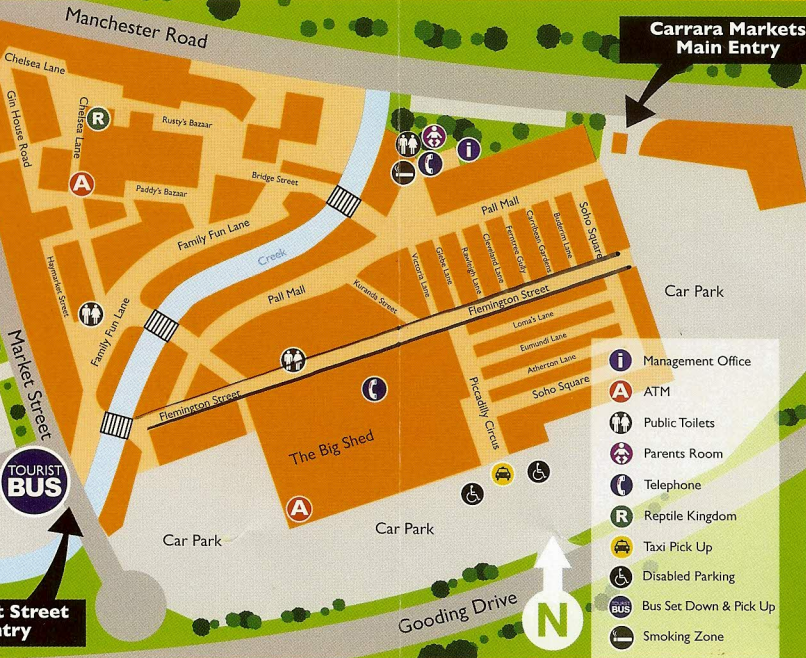 Manchester Road
Carrara Markets
Main Entry
Chelsea Lane
Gin House Road
Chelsea Lane
R
Rusty's Bazaar
i
A
Paddy's Bazaar
Bridge Street
Pall Mall
Soho Square
Buderim Lane
Carribean Gardens
Ferntree Gully
Cleveland Lane
Rawleigh Lane
Glebe Lane
Victoria Lane
Family Fun Lane
Creek
Haymarket Street
Family Fun Lane
Pall Mall
Kuranda Street
Flemington Street
Car Park
Loma's Lane
Eumundi Lane
Atherton Lane
Soho Square
Market Street
Flemington Street
Piccadilly Circus
The Big Shed
TOURIST
BUS
A
Car Park
Car Park
t Street
ntry
Gooding Drive
N
i Management Office
A ATM
Public Toilets
Parents Room
Telephone
R Reptile Kingdom
Taxi Pick Up
Disabled Parking
TOURIST
BUS Bus Set Down & Pick Up
Smoking Zone